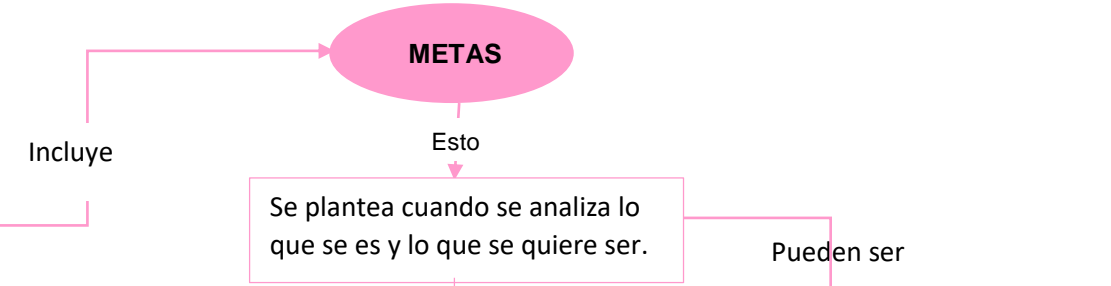 METAS
Esto
Incluye
Se plantea cuando se analiza lo
que se es y lo que se quiere ser.
Pueden ser